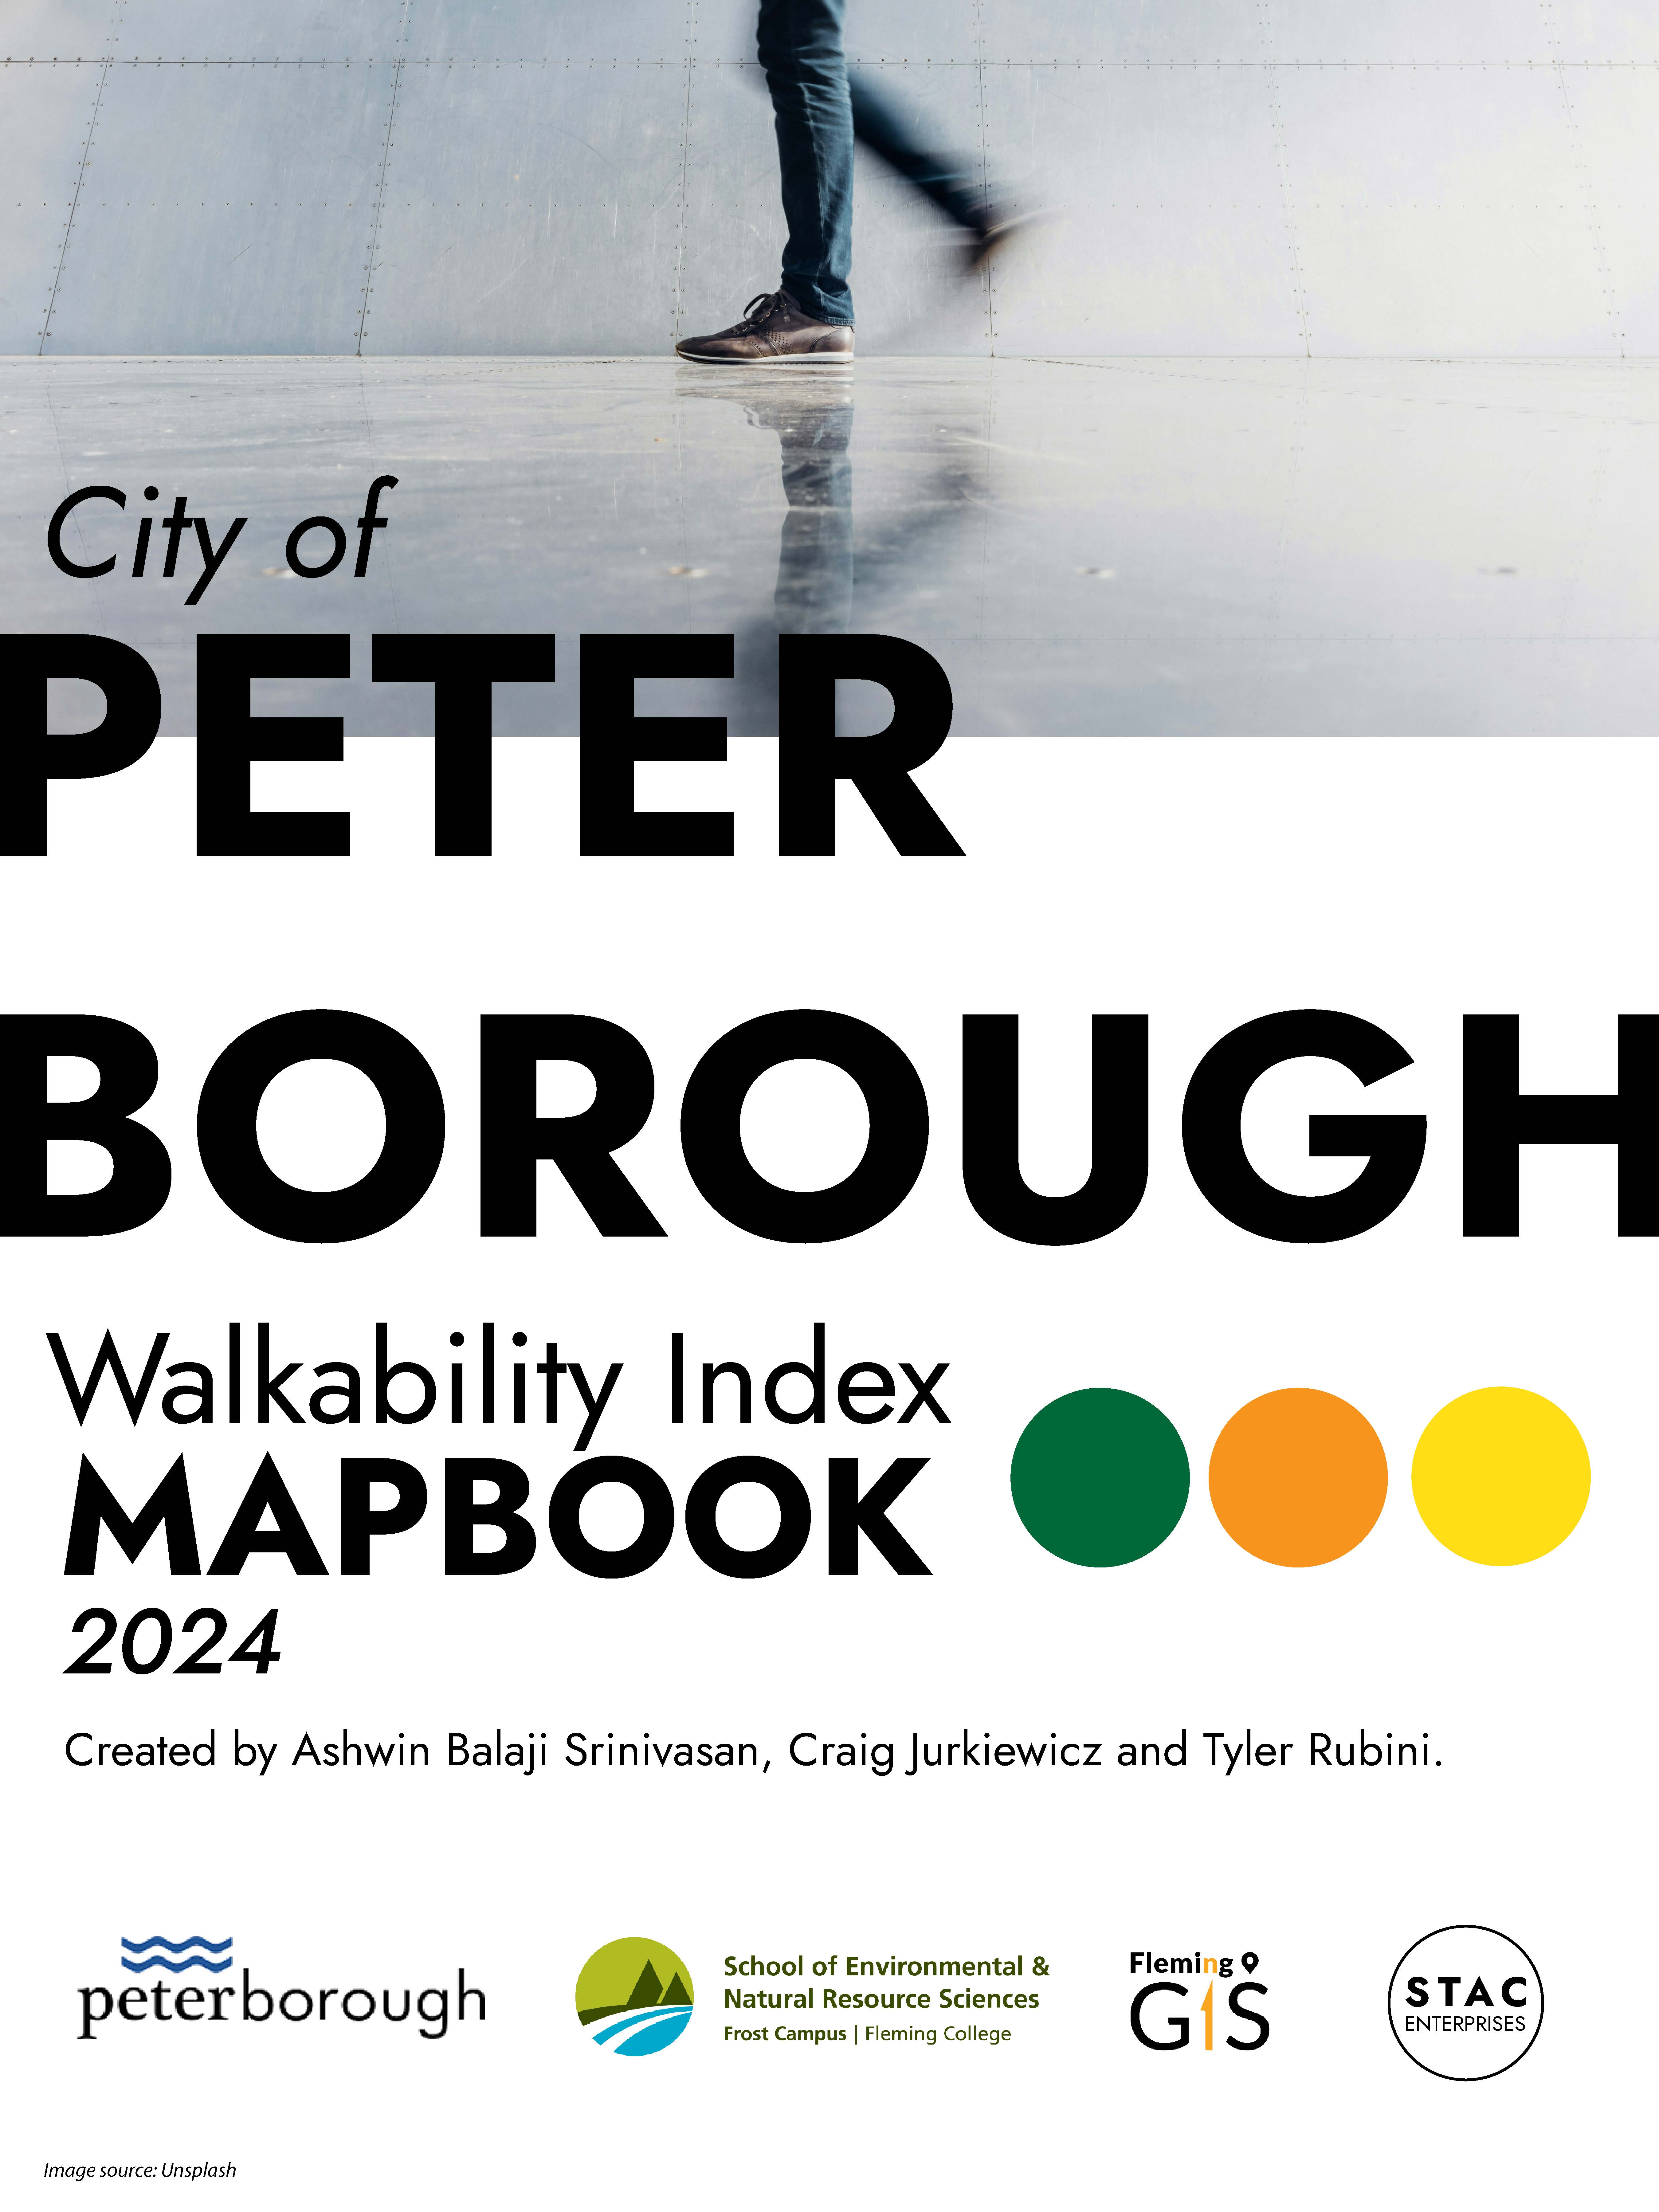 City of
PETER
BOROUGH
Walkability Index
MAPBOOK
2024
Created by Ashwin Balaji Srinivasan, Craig Jurkiewicz and Tyler Rubini.
peterborough
School of Environmental &
Natural Resource Sciences
Frost Campus | Fleming College
Fleming
GIS
STAC
ENTERPRISES
Image source: Unsplash